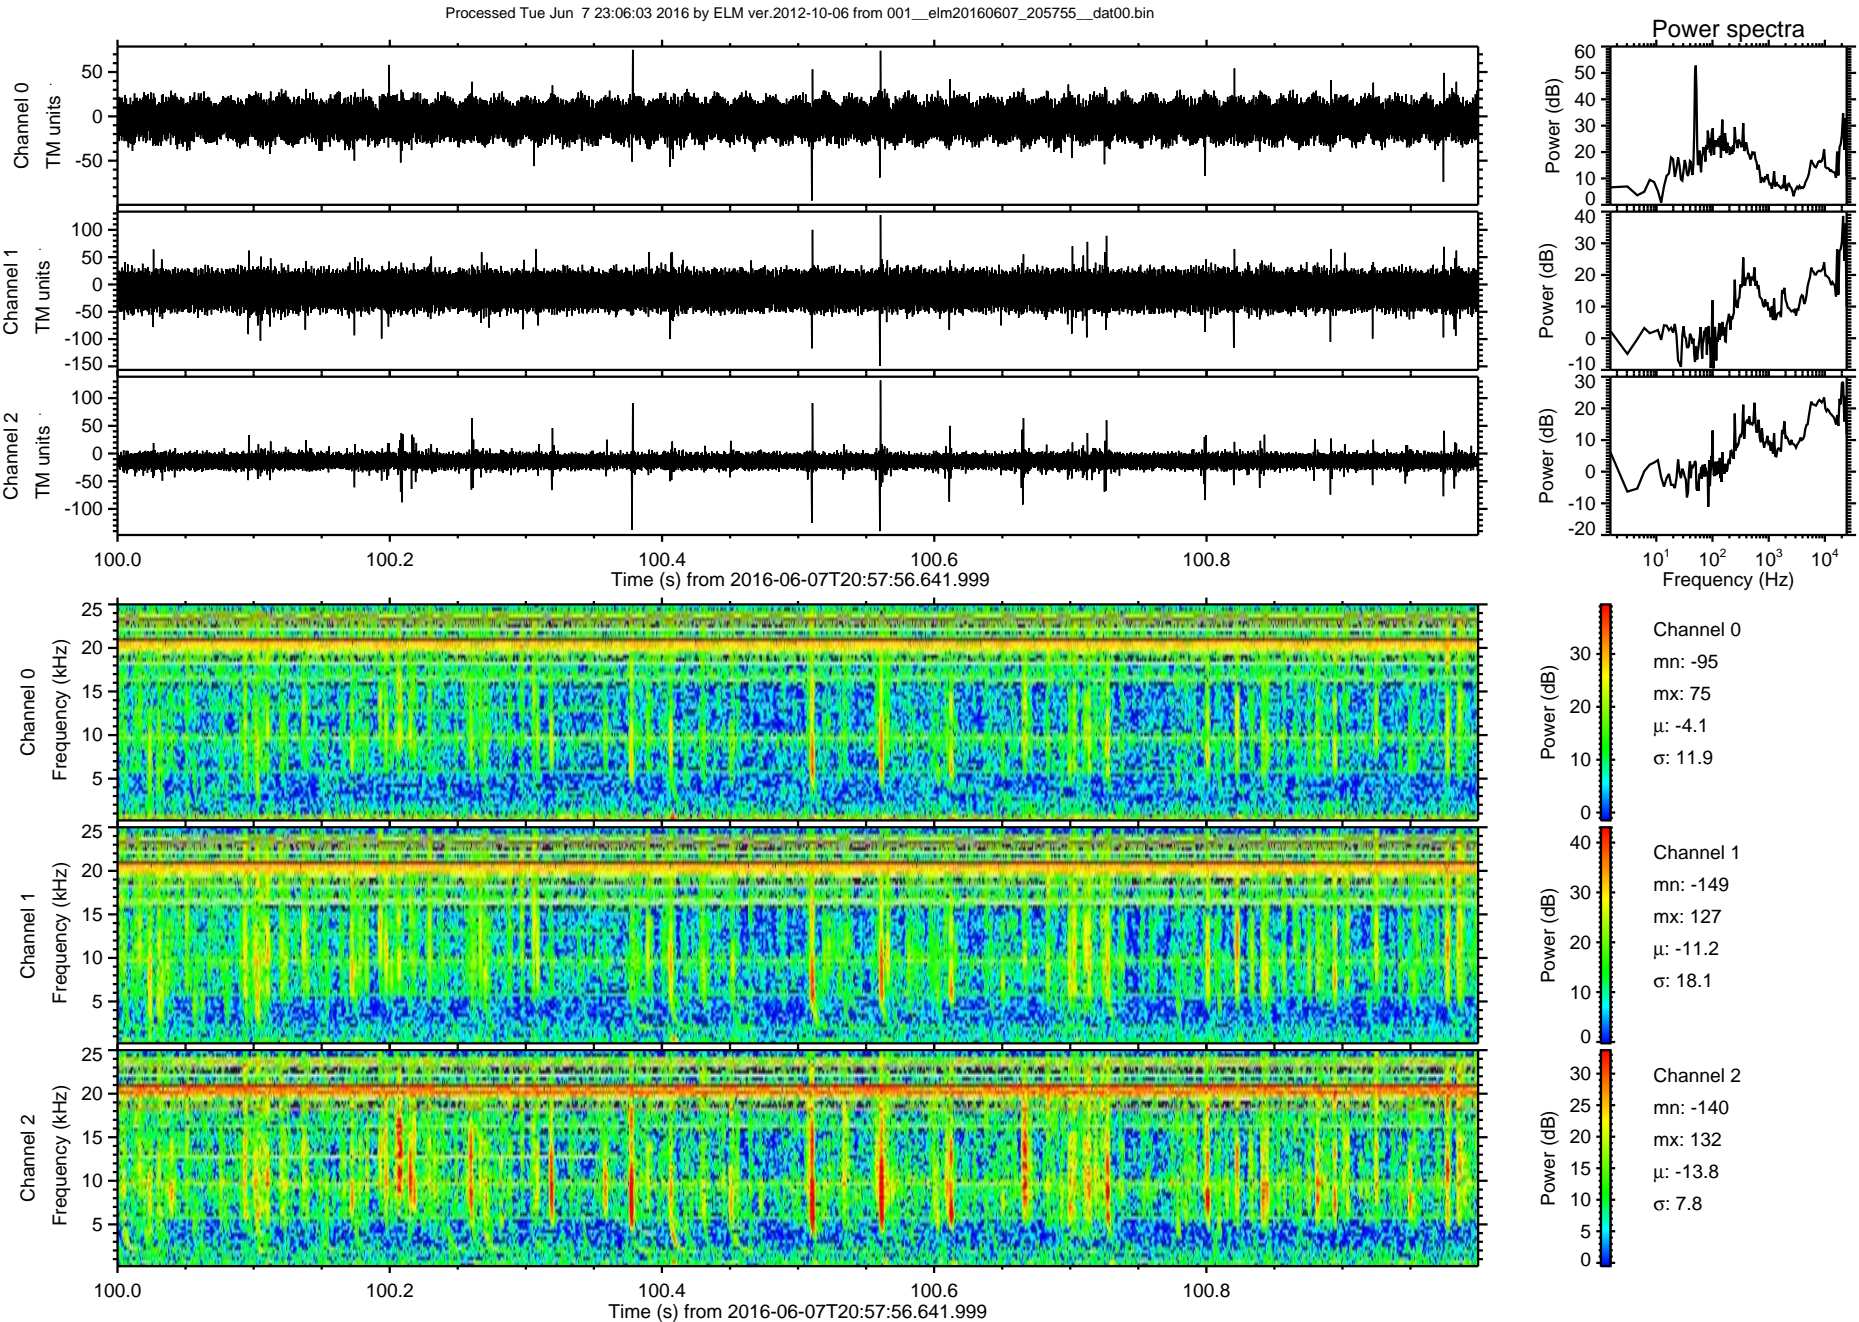 Processed Tue Jun  7 23:06:03 2016 by ELM ver.2012-10-06 from 001__elm20160607_205755__dat00.bin
Power spectra
Channel 0
TM units
50
0
-50
Power (dB)
60
50
40
30
20
10
0
Channel 1
TM units
100
50
0
-50
-100
-150
Power (dB)
40
30
20
10
0
-10
Channel 2
TM units
100
50
0
-50
-100
Power (dB)
30
20
10
0
-10
-20
100.0 100.2 100.4 100.6 100.8
Time (s) from 2016-06-07T20:57:56.641.999
10¹ 10² 10³ 10⁴
Frequency (Hz)
Channel 0
Frequency (kHz)
25
20
15
10
5
Power (dB)
30
20
10
0
Channel 0
mn: -95
mx: 75
μ: -4.1
σ: 11.9
Channel 1
Frequency (kHz)
25
20
15
10
5
Power (dB)
40
30
20
10
0
Channel 1
mn: -149
mx: 127
μ: -11.2
σ: 18.1
Channel 2
Frequency (kHz)
25
20
15
10
5
Power (dB)
30
25
20
15
10
5
0
Channel 2
mn: -140
mx: 132
μ: -13.8
σ: 7.8
100.0 100.2 100.4 100.6 100.8
Time (s) from 2016-06-07T20:57:56.641.999